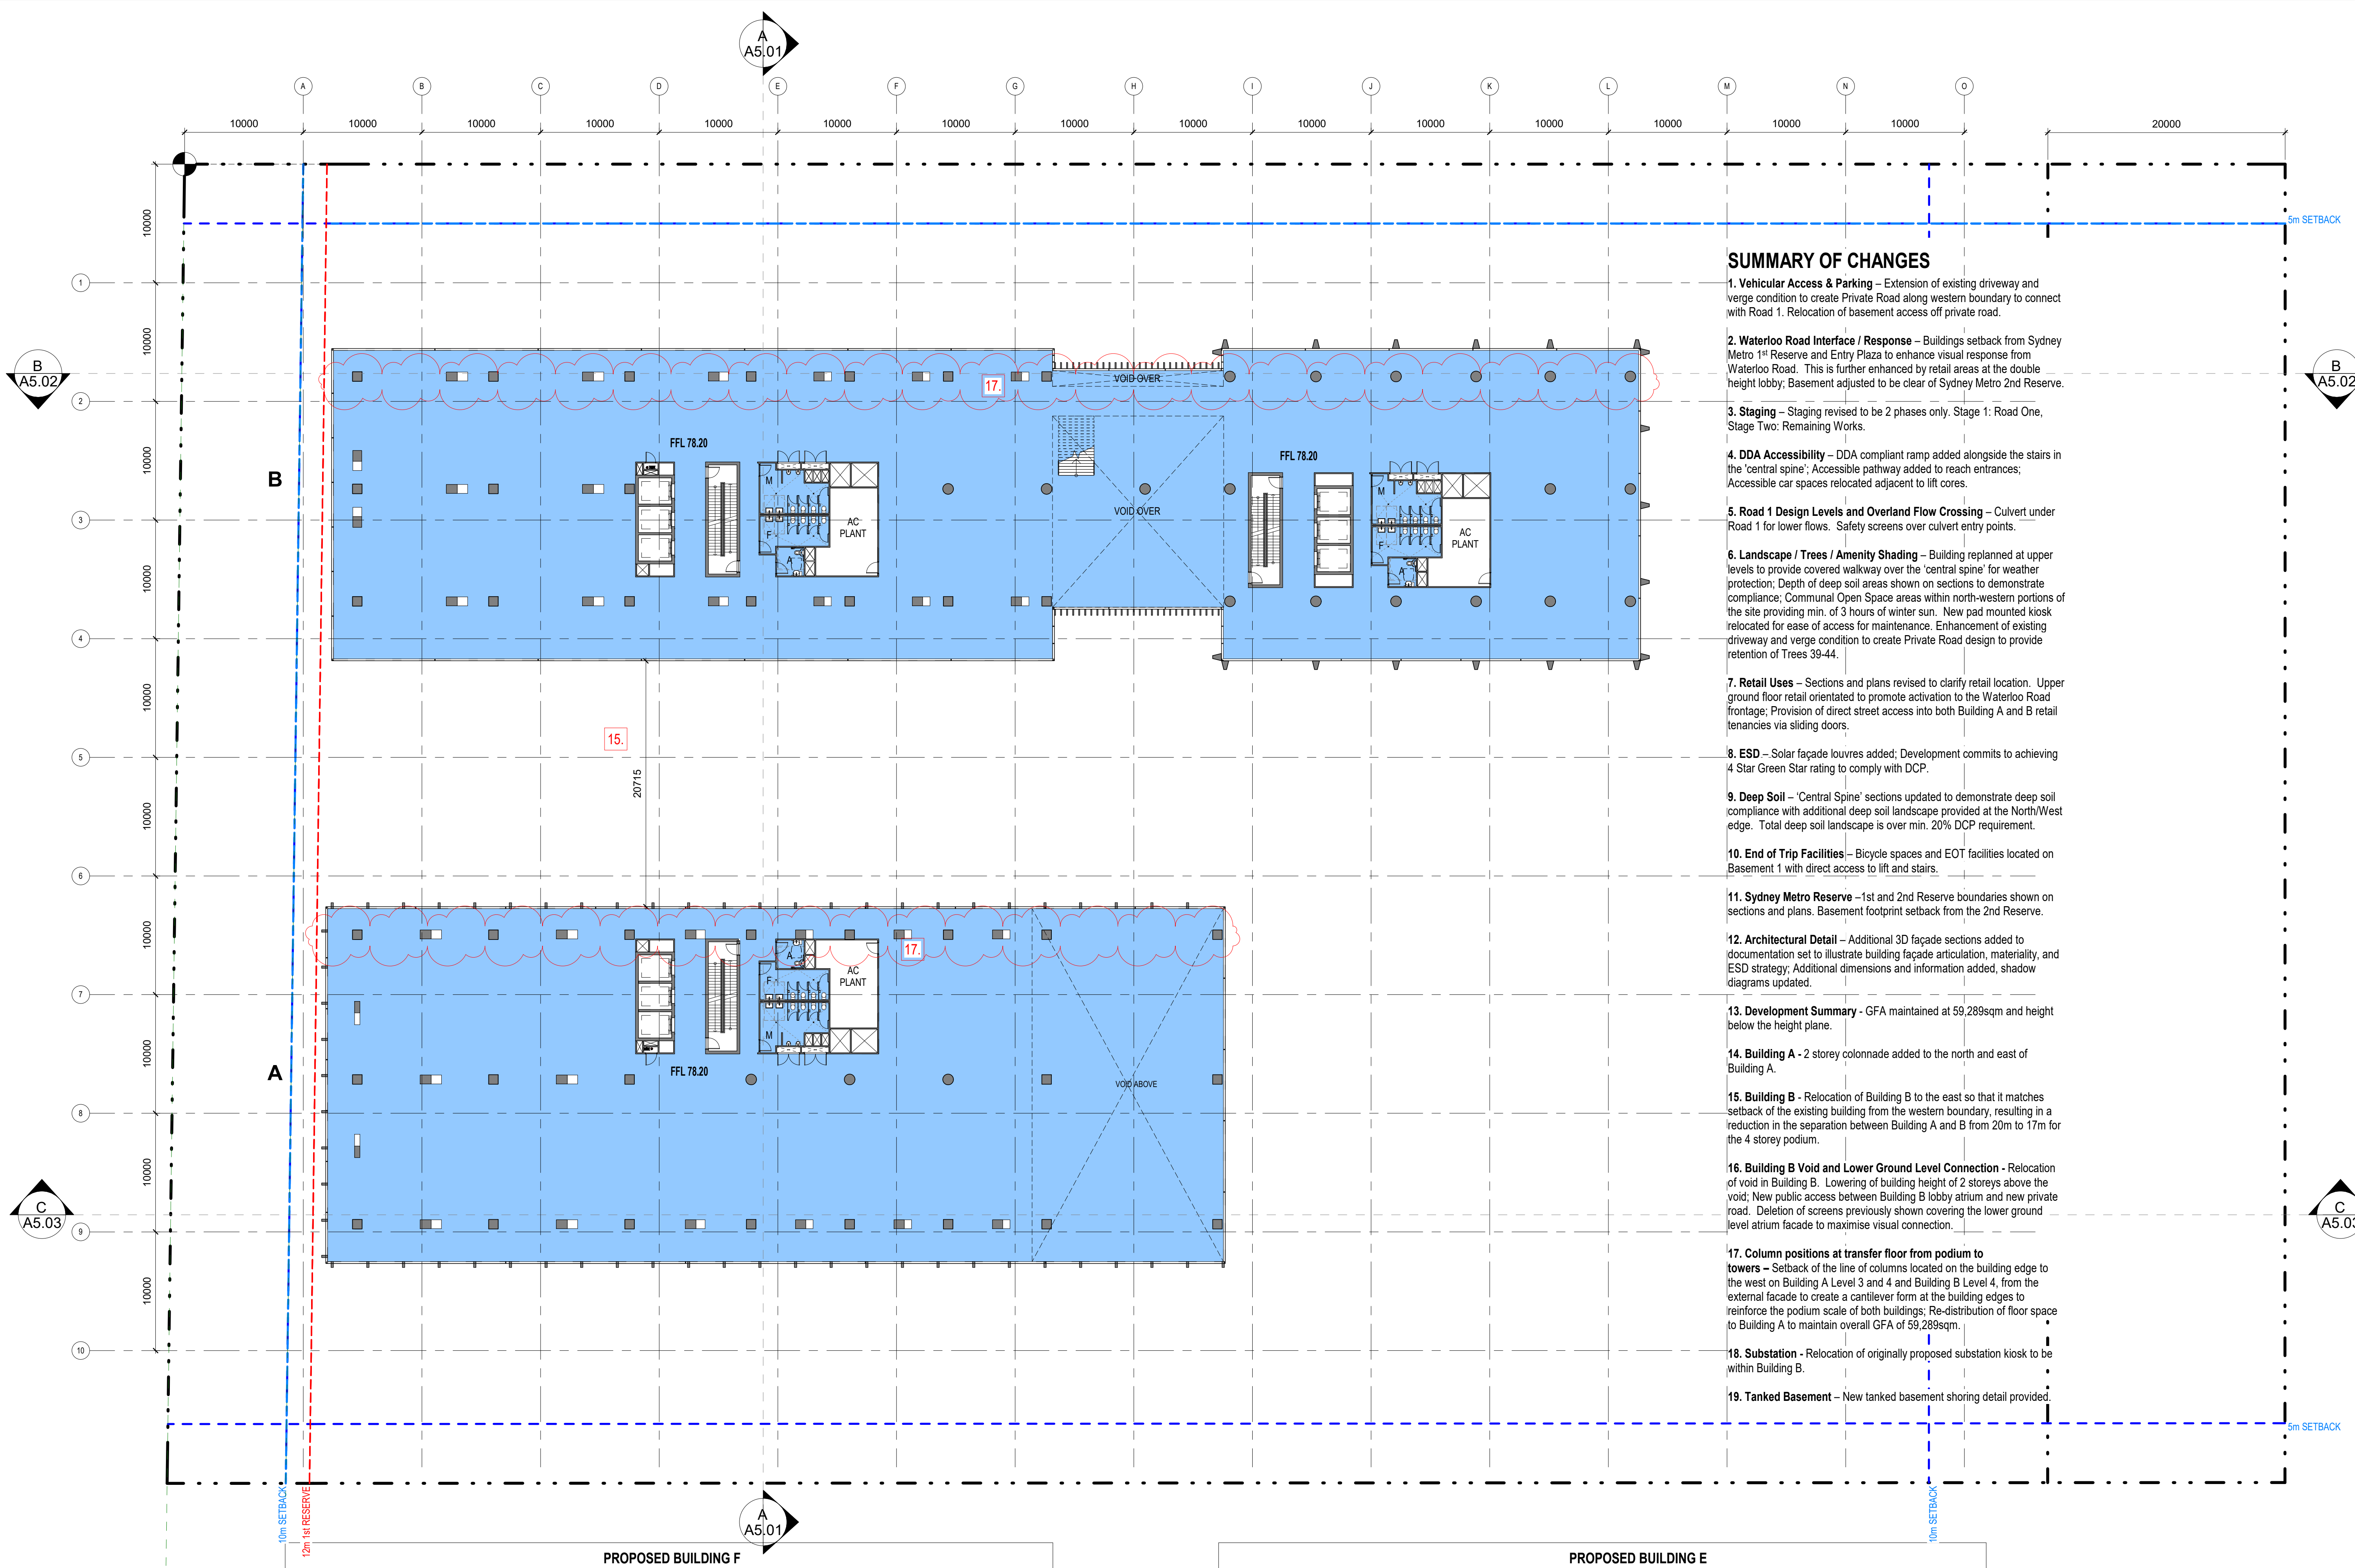 A
A5.01
A B C D E F G H I J K L M N O
10000 10000 10000 10000 10000 10000 10000 10000 10000 10000 10000 10000 10000 10000 10000 20000
5m SETBACK
10000
1
10000
B
A5.02
B
A5.02
2
17.
VOID OVER
10000
FFL 78.20
FFL 78.20
B
M
M
VOID OVER
3
F
AC
PLANT
F
AC
PLANT
A
A
10000
4
10000
15.
5
20715
10000
6
10000
17.
A
AC
PLANT
F
7
M
10000
FFL 78.20
A
VOID ABOVE
8
10000
C
A5.03
C
A5.03
9
10000
10
SUMMARY OF CHANGES
1. Vehicular Access & Parking – Extension of existing driveway and
verge condition to create Private Road along western boundary to connect
with Road 1. Relocation of basement access off private road.
2. Waterloo Road Interface / Response – Buildings setback from Sydney
Metro 1st Reserve and Entry Plaza to enhance visual response from
Waterloo Road. This is further enhanced by retail areas at the double
height lobby; Basement adjusted to be clear of Sydney Metro 2nd Reserve.
3. Staging – Staging revised to be 2 phases only. Stage 1: Road One,
Stage Two: Remaining Works.
4. DDA Accessibility – DDA compliant ramp added alongside the stairs in
the 'central spine'; Accessible pathway added to reach entrances;
Accessible car spaces relocated adjacent to lift cores.
5. Road 1 Design Levels and Overland Flow Crossing – Culvert under
Road 1 for lower flows. Safety screens over culvert entry points.
6. Landscape / Trees / Amenity Shading – Building replanned at upper
levels to provide covered walkway over the ‘central spine’ for weather
protection; Depth of deep soil areas shown on sections to demonstrate
compliance; Communal Open Space areas within north-western portions of
the site providing min. of 3 hours of winter sun. New pad mounted kiosk
relocated for ease of access for maintenance. Enhancement of existing
driveway and verge condition to create Private Road design to provide
retention of Trees 39-44.
7. Retail Uses – Sections and plans revised to clarify retail location. Upper
ground floor retail orientated to promote activation to the Waterloo Road
frontage; Provision of direct street access into both Building A and B retail
tenancies via sliding doors.
8. ESD – Solar façade louvres added; Development commits to achieving
4 Star Green Star rating to comply with DCP.
9. Deep Soil – ‘Central Spine’ sections updated to demonstrate deep soil
compliance with additional deep soil landscape provided at the North/West
edge. Total deep soil landscape is over min. 20% DCP requirement.
10. End of Trip Facilities – Bicycle spaces and EOT facilities located on
Basement 1 with direct access to lift and stairs.
11. Sydney Metro Reserve –1st and 2nd Reserve boundaries shown on
sections and plans. Basement footprint setback from the 2nd Reserve.
12. Architectural Detail – Additional 3D façade sections added to
documentation set to illustrate building façade articulation, materiality, and
ESD strategy; Additional dimensions and information added, shadow
diagrams updated.
13. Development Summary - GFA maintained at 59,289sqm and height
below the height plane.
14. Building A - 2 storey colonnade added to the north and east of
Building A.
15. Building B - Relocation of Building B to the east so that it matches
setback of the existing building from the western boundary, resulting in a
reduction in the separation between Building A and B from 20m to 17m for
the 4 storey podium.
16. Building B Void and Lower Ground Level Connection - Relocation
of void in Building B. Lowering of building height of 2 storeys above the
void; New public access between Building B lobby atrium and new private
road. Deletion of screens previously shown covering the lower ground
level atrium facade to maximise visual connection.
17. Column positions at transfer floor from podium to
towers – Setback of the line of columns located on the building edge to
the west on Building A Level 3 and 4 and Building B Level 4, from the
external facade to create a cantilever form at the building edges to
reinforce the podium scale of both buildings; Re-distribution of floor space
to Building A to maintain overall GFA of 59,289sqm.
18. Substation - Relocation of originally proposed substation kiosk to be
within Building B.
19. Tanked Basement – New tanked basement shoring detail provided.
5m SETBACK
10m SETBACK
12m 1st RESERVE
10m SETBACK
A
A5.01
PROPOSED BUILDING F
PROPOSED BUILDING E